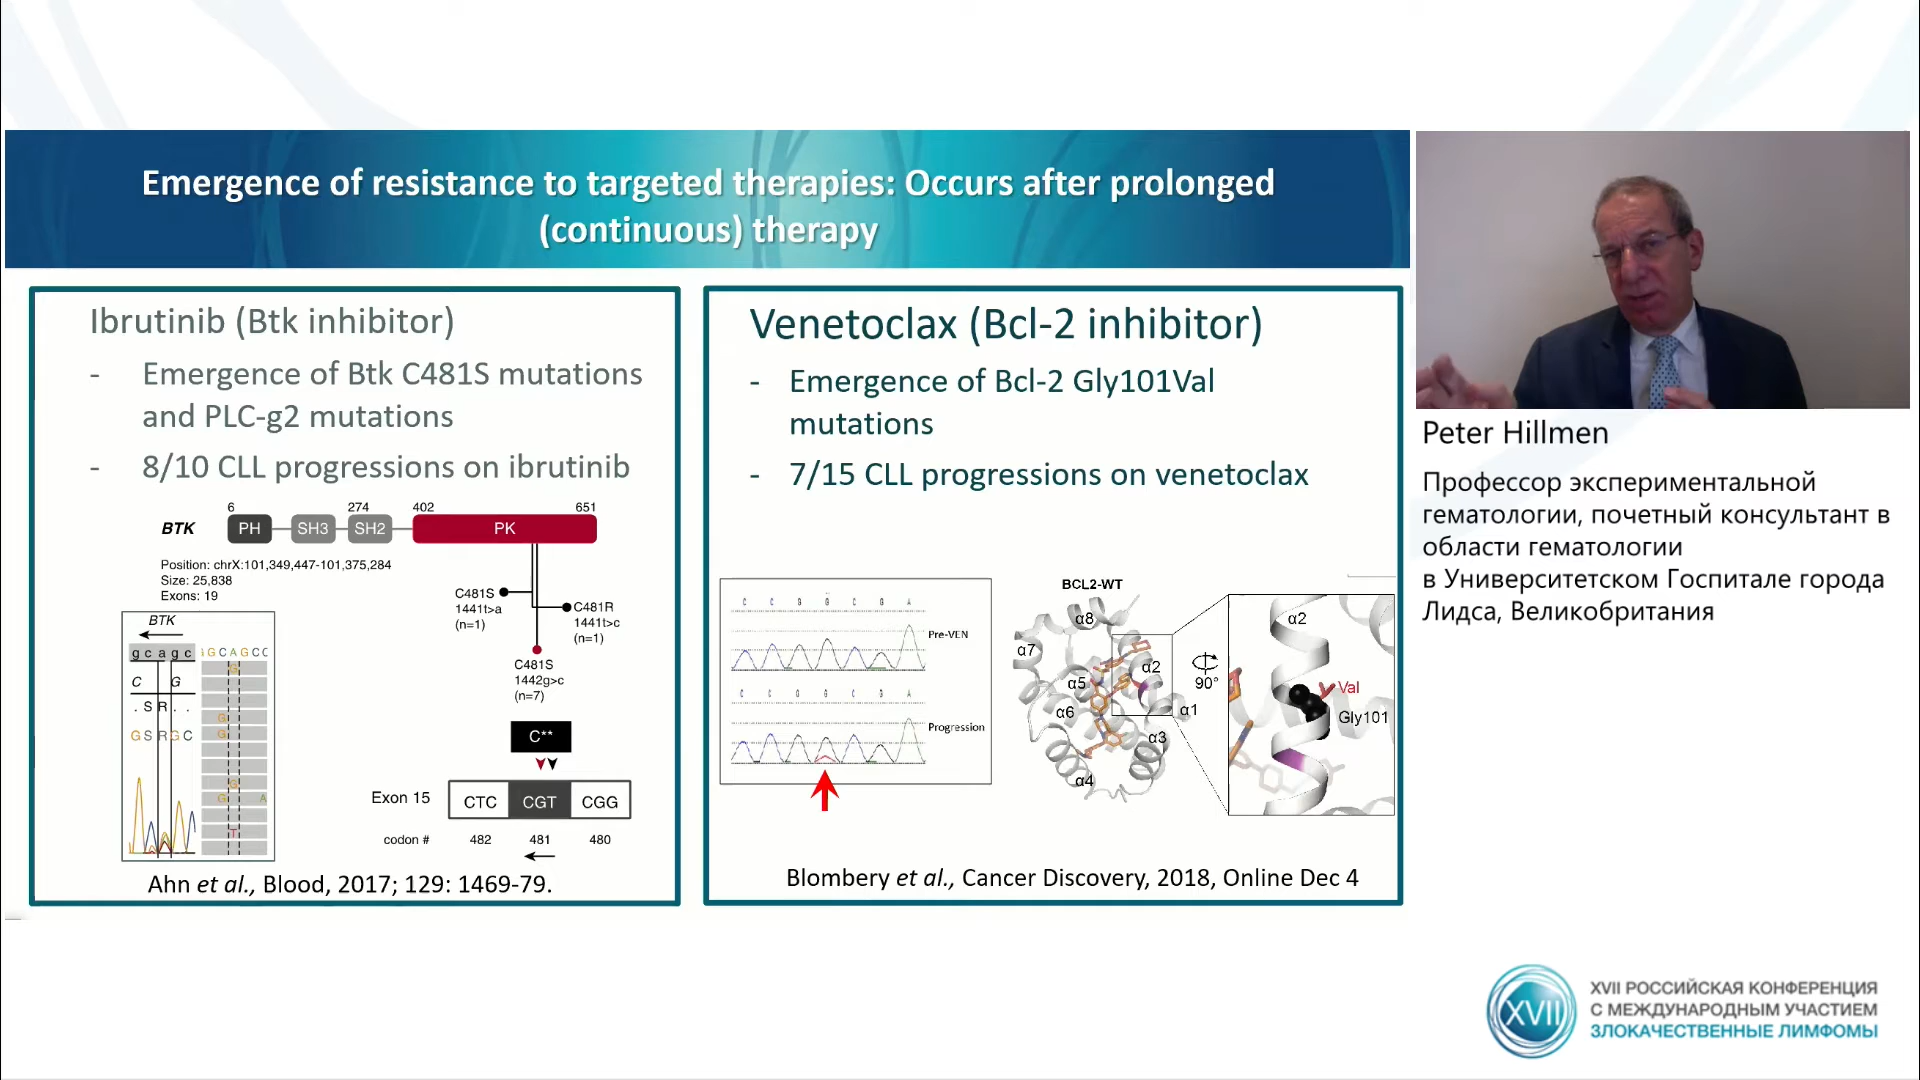 Emergence of resistance to targeted therapies: Occurs after prolonged
(continuous) therapy
Ibrutinib (Btk inhibitor)
- Emergence of Btk C481S mutations
and PLC-g2 mutations
- 8/10 CLL progressions on ibrutinib
6 274 402 651
BTK PH SH3 SH2 PK
Position: chrX:101,349,447-101,375,284
Size: 25,838
Exons: 19
C481S
1441t>a
(n=1)
C481R
1441t>c
(n=1)
C481S
1442g>c
(n=7)
BTK
g c a g c
G C A G C C
C G
. S R . .
G S R G C
C**
Exon 15 CTC CGT CGG
codon # 482 481 480
Ahn et al., Blood, 2017; 129: 1469-79.
Venetoclax (Bcl-2 inhibitor)
- Emergence of Bcl-2 Gly101Val
mutations
- 7/15 CLL progressions on venetoclax
C C G G C G A
Pre-VEN
C C G G C G A
Progression
BCL2-WT
α8
α7
α2
α5
α6
α1
α3
α4
90°
α2
Val
Gly101
Blombery et al., Cancer Discovery, 2018, Online Dec 4
Peter Hillmen
Профессор экспериментальной
гематологии, почетный консультант в
области гематологии
в Университетском Госпитале города
Лидса, Великобритания
XVII
XVII РОССИЙСКАЯ КОНФЕРЕНЦИЯ
С МЕЖДУНАРОДНЫМ УЧАСТИЕМ
ЗЛОКАЧЕСТВЕННЫЕ ЛИМФОМЫ